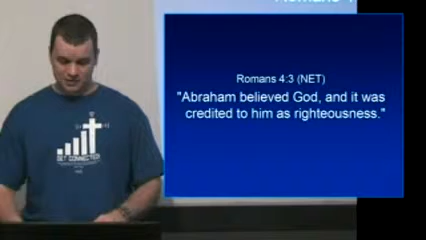 Romans 4:3 (NET)
"Abraham believed God, and it was
credited to him as righteousness."
GET CONNECTED